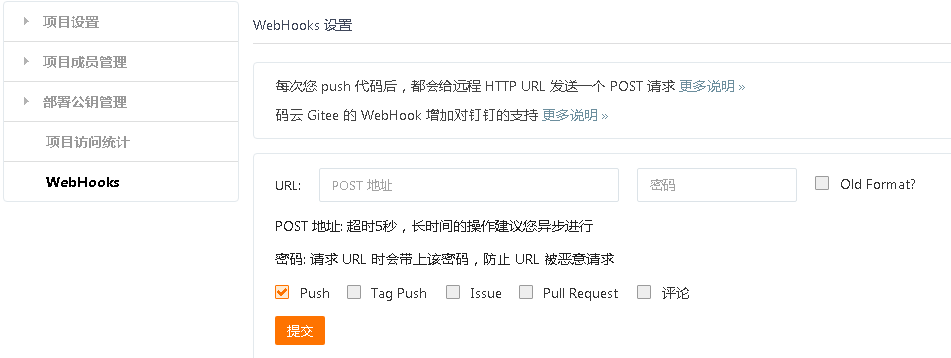 项目设置
项目成员管理
部署公钥管理
项目访问统计
WebHooks
WebHooks 设置
每次您 push 代码后，都会给远程 HTTP URL 发送一个 POST 请求 更多说明 »
码云 Gitee 的 WebHook 增加对钉钉的支持 更多说明 »
URL: POST 地址 密码 Old Format?
POST 地址: 超时5秒，长时间的操作建议您异步进行
密码: 请求 URL 时会带上该密码，防止 URL 被恶意请求
Push Tag Push Issue Pull Request 评论
提交